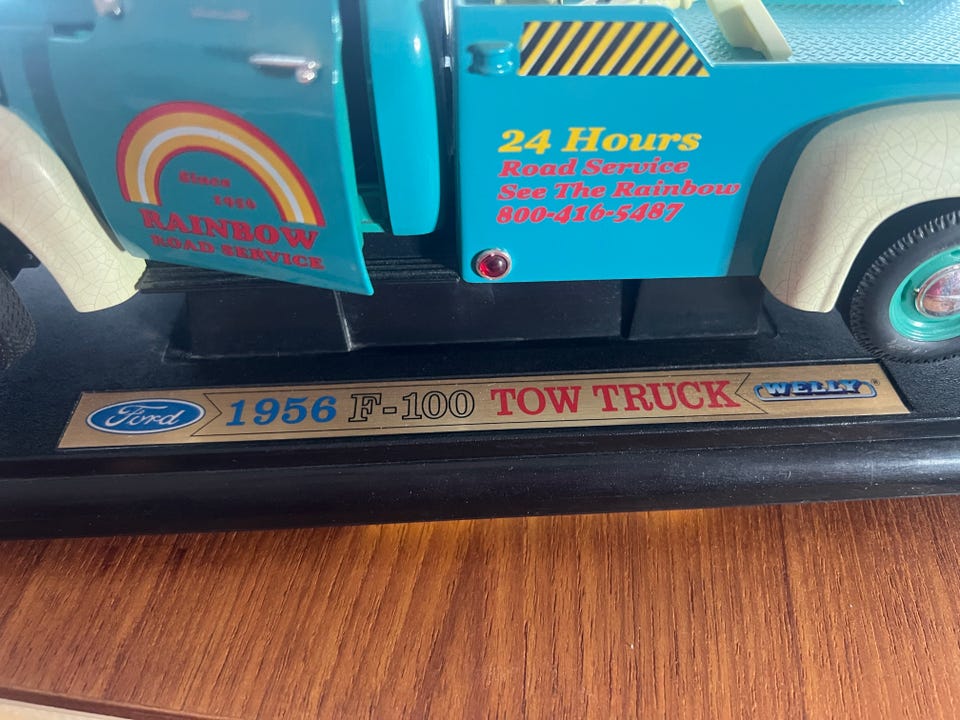 Since
RAINBOW
ROAD SERVICE
24 Hours
Road Service
See The Rainbow
800-416-5487
Ford 1956 F-100 TOW TRUCK WELLY®